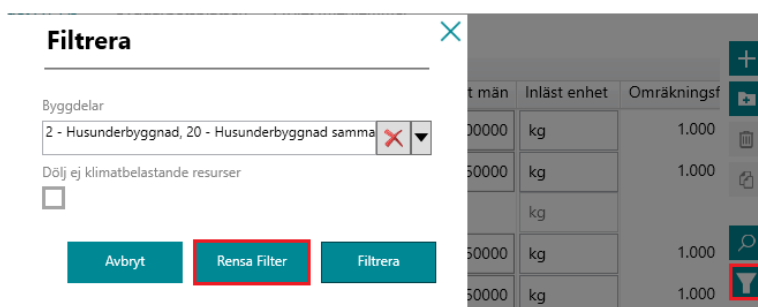 Filtrera
Byggdelar
2 - Husunderbyggnad, 20 - Husunderbyggnad samma
Dölj ej klimatbelastande resurser
Avbryt
Rensa Filter
Filtrera
t män Inläst enhet Omräkningsf
00000 kg 1.000
50000 kg 1.000
kg
50000 kg 1.000
50000 kg 1.000